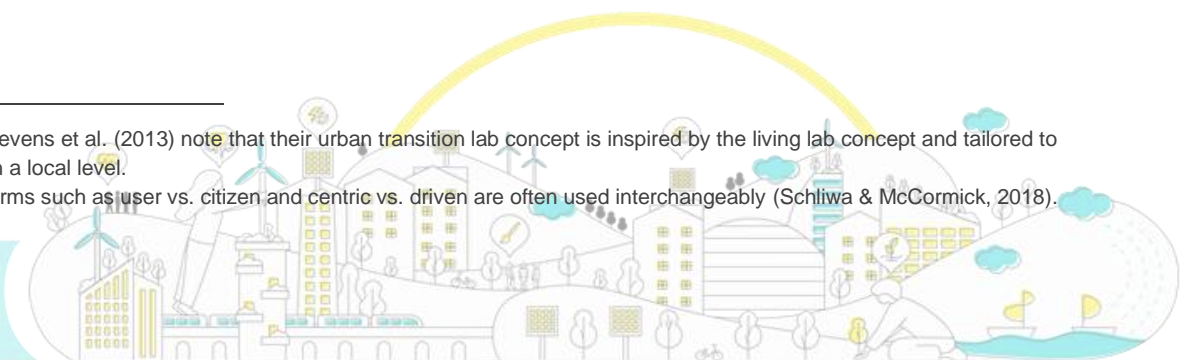 evens et al. (2013) note that their urban transition lab concept is inspired by the living lab concept and tailored to
a local level.
rms such as user vs. citizen and centric vs. driven are often used interchangeably (Schliwa & McCormick, 2018).